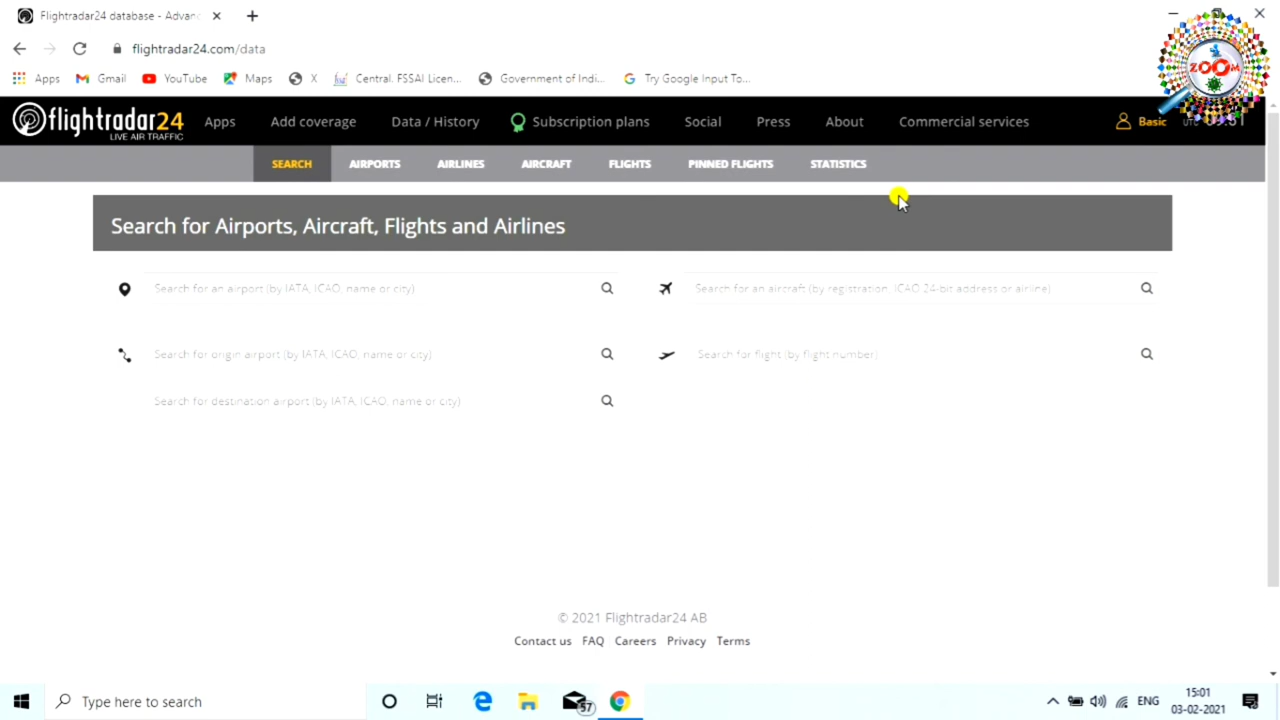 Flightradar24 database - Advan
flightradar24.com/data
Apps Gmail YouTube Maps X Central. FSSAI Licen... Government of Indi... Try Google Input To...
ZOOM
flightradar24
LIVE AIR TRAFFIC
Apps Add coverage Data / History Subscription plans Social Press About Commercial services Basic UTC
SEARCH AIRPORTS AIRLINES AIRCRAFT FLIGHTS PINNED FLIGHTS STATISTICS
Search for Airports, Aircraft, Flights and Airlines
Search for an airport (by IATA, ICAO, name or city)
Search for an aircraft (by registration, ICAO 24-bit address or airline)
Search for origin airport (by IATA, ICAO, name or city)
Search for flight (by flight number)
Search for destination airport (by IATA, ICAO, name or city)
© 2021 Flightradar24 AB
Contact us FAQ Careers Privacy Terms
Type here to search
57
ENG
15:01
03-02-2021